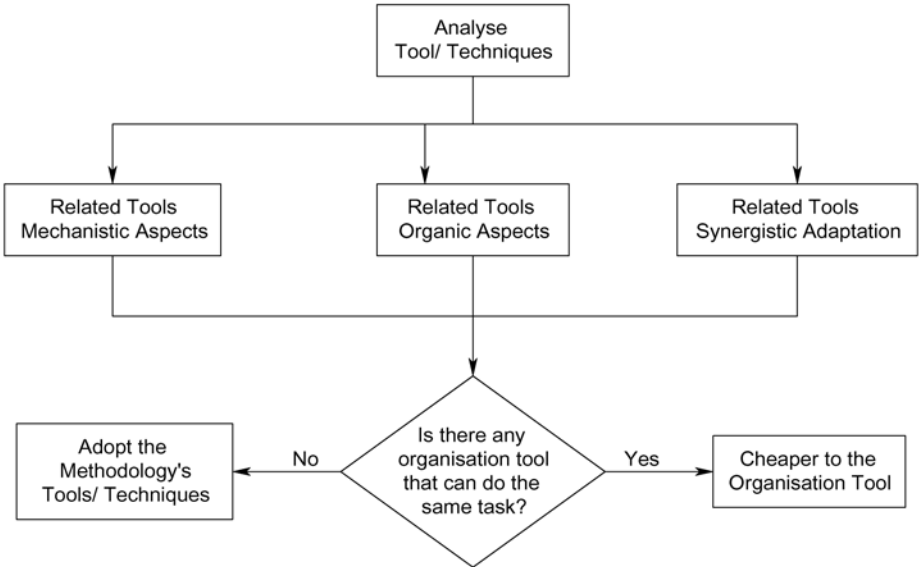 Analyse
Tool/ Techniques
Related Tools
Mechanistic Aspects
Related Tools
Organic Aspects
Related Tools
Synergistic Adaptation
Adopt the
Methodology's
Tools/ Techniques
No
Is there any
organisation tool
that can do the
same task?
Yes
Cheaper to the
Organisation Tool